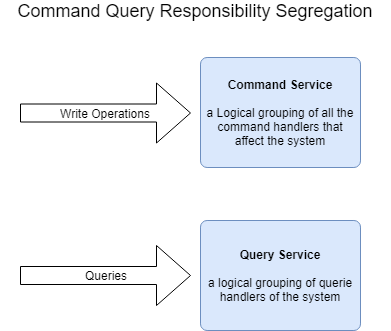 Command Query Responsibility Segregation
Command Service
Write Operations
a Logical grouping of all the
command handlers that
affect the system
Query Service
Queries
a logical grouping of querie
handlers of the system